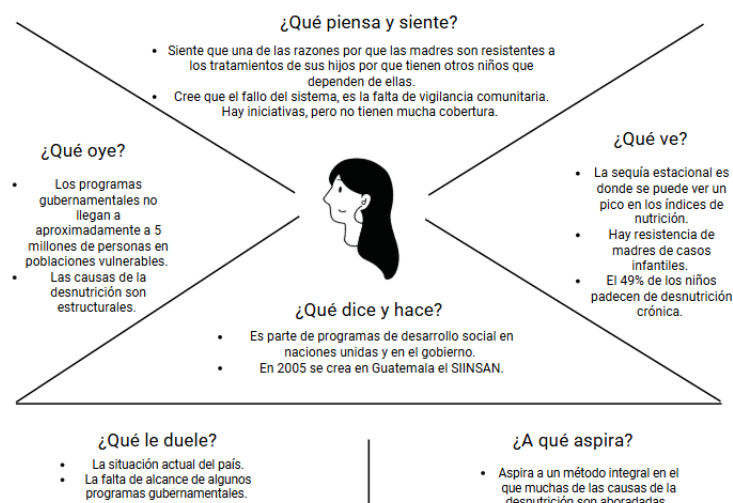 ¿Qué piensa y siente?
• Siente que una de las razones por que las madres son resistentes a
los tratamientos de sus hijos por que tienen otros niños que
dependen de ellas.
• Cree que el fallo del sistema, es la falta de vigilancia comunitaria.
Hay iniciativas, pero no tienen mucha cobertura.
¿Qué oye?
• Los programas
gubernamentales no
llegan a
aproximadamente a 5
millones de personas en
poblaciones vulnerables.
• Las causas de la
desnutrición son
estructurales.
¿Qué ve?
• La sequía estacional es
donde se puede ver un
pico en los índices de
nutrición.
• Hay resistencia de
madres de casos
infantiles.
• El 49% de los niños
padecen de desnutrición
crónica.
¿Qué dice y hace?
• Es parte de programas de desarrollo social en
naciones unidas y en el gobierno.
• En 2005 se crea en Guatemala el SIINSAN.
¿Qué le duele?
• La situación actual del país.
• La falta de alcance de algunos
programas gubernamentales.
¿A qué aspira?
• Aspira a un método integral en el
que muchas de las causas de la
desnutrición son abordadas